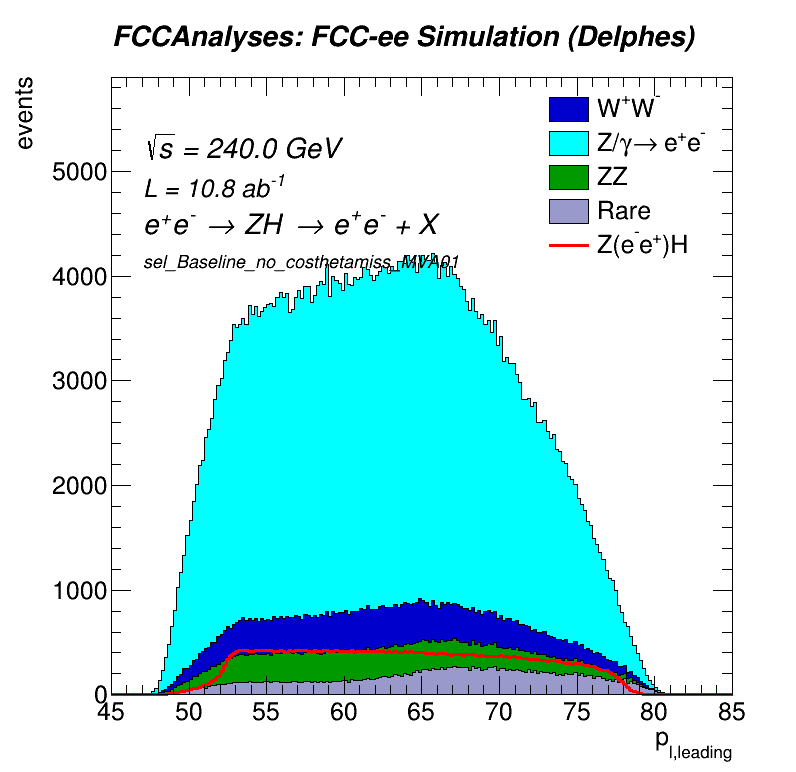 FCCAnalyses: FCC-ee Simulation (Delphes)
events
√s = 240.0 GeV
L = 10.8 ab⁻¹
e⁺e⁻ → ZH → e⁺e⁻ + X
sel_Baseline_no_costhetamiss_MVA01
W⁺W⁻
Z/γ→ e⁺e⁻
ZZ
Rare
Z(e⁻e⁺)H
5000
4000
3000
2000
1000
0
45 50 55 60 65 70 75 80 85
p_l,leading